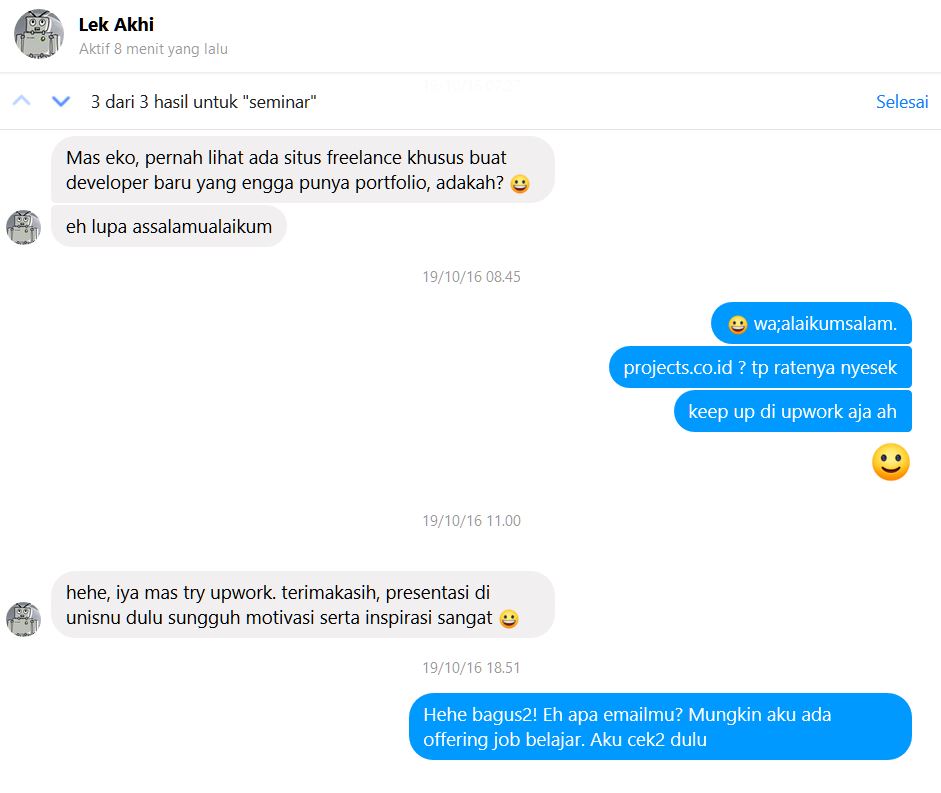 Lek Akhi
Aktif 8 menit yang lalu
3 dari 3 hasil untuk "seminar"
Selesai
Mas eko, pernah lihat ada situs freelance khusus buat
developer baru yang engga punya portfolio, adakah? 😀
eh lupa assalamualaikum
19/10/16 08.45
😀 wa;alaikumsalam.
projects.co.id ? tp ratenya nyesek
keep up di upwork aja ah
🙂
19/10/16 11.00
hehe, iya mas try upwork. terimakasih, presentasi di
unisnu dulu sungguh motivasi serta inspirasi sangat 😀
19/10/16 18.51
Hehe bagus2! Eh apa emailmu? Mungkin aku ada
offering job belajar. Aku cek2 dulu